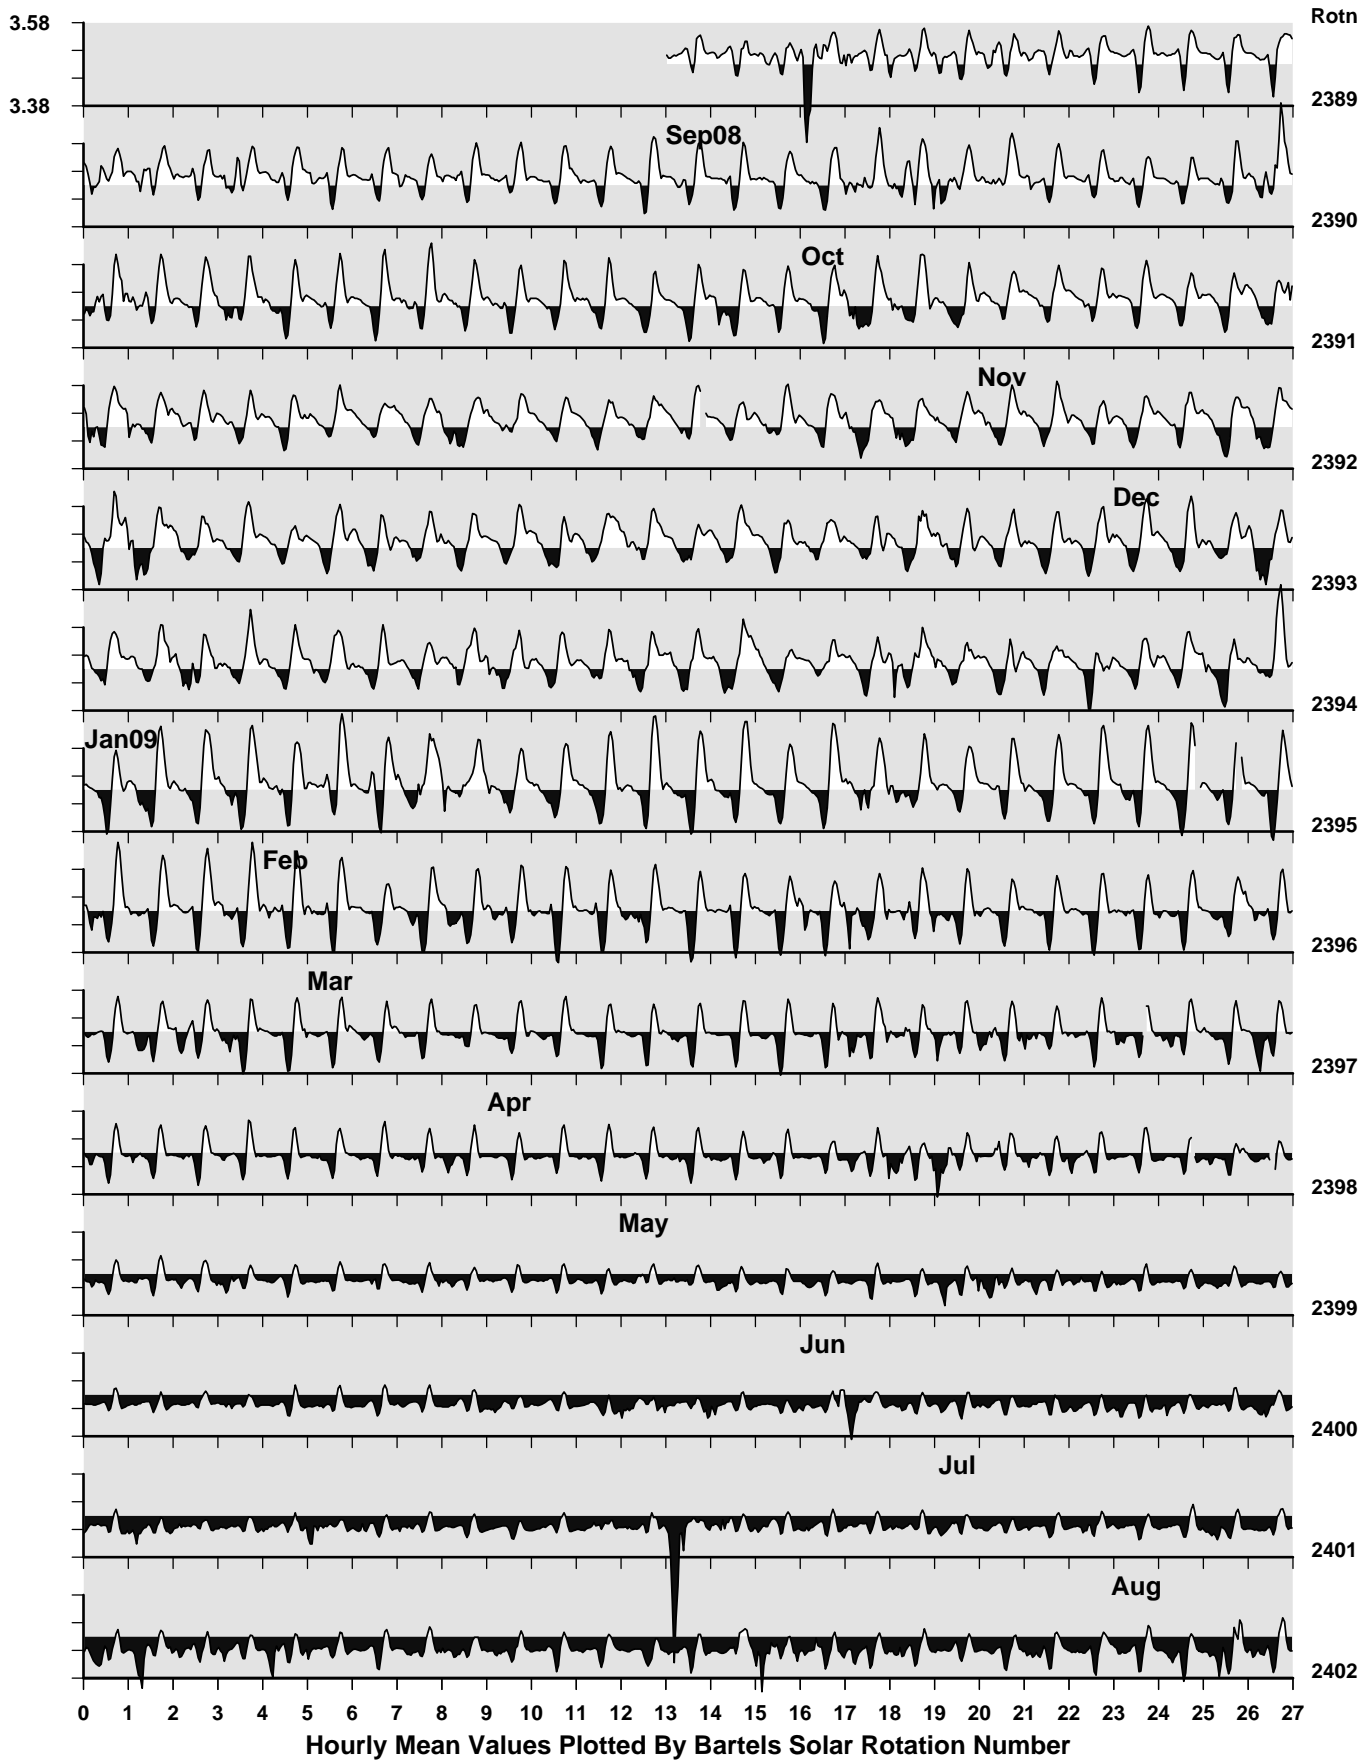 3.58
Rotn
3.38
2389
Sep08
2390
Oct
2391
Nov
2392
Dec
2393
2394
Jan09
2395
Feb
2396
Mar
2397
Apr
2398
May
2399
Jun
2400
Jul
2401
Aug
2402
0 1 2 3 4 5 6 7 8 9 10 11 12 13 14 15 16 17 18 19 20 21 22 23 24 25 26 27
Hourly Mean Values Plotted By Bartels Solar Rotation Number